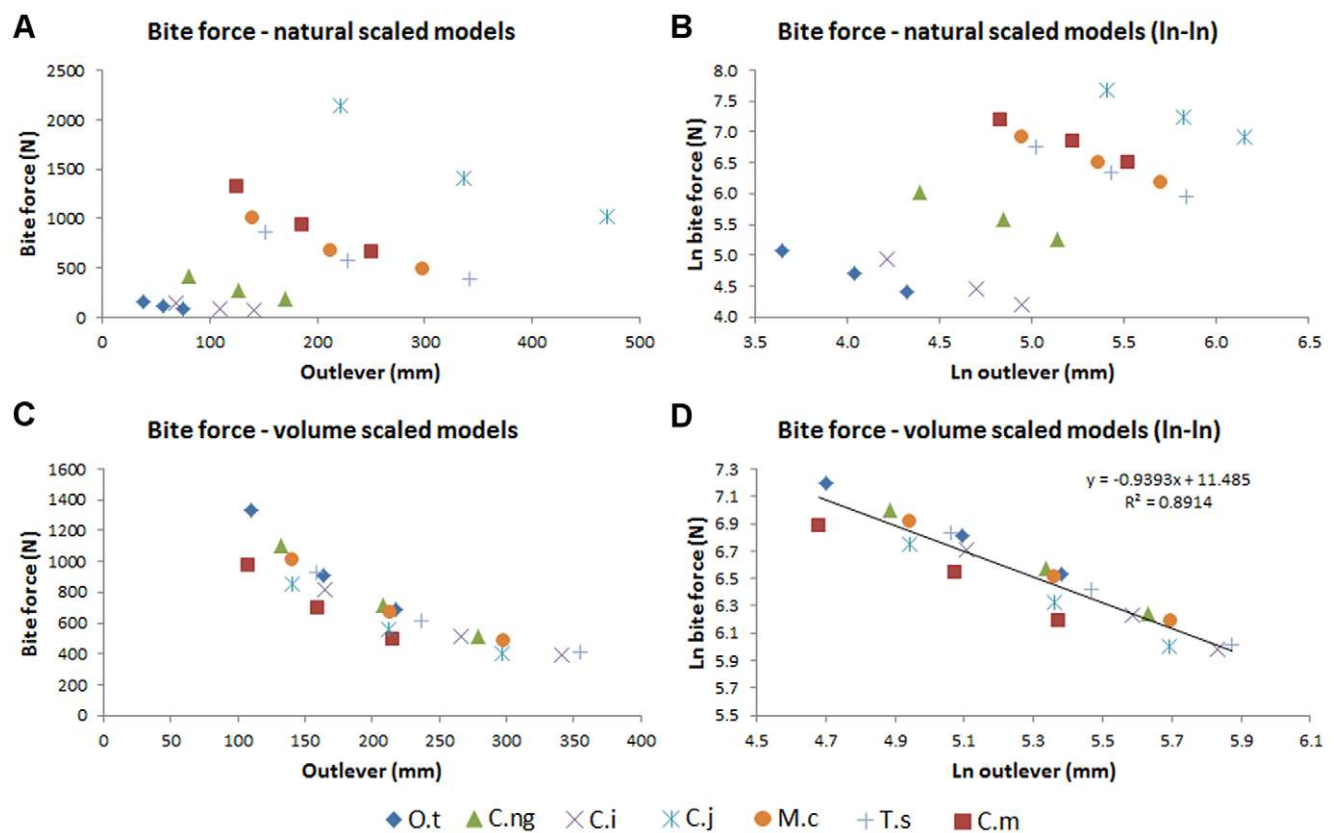 A
Bite force - natural scaled models
Bite force (N)
2500
2000
1500
1000
500
0
0 100 200 300 400 500
Outlever (mm)
B
Bite force - natural scaled models (ln-ln)
Ln bite force (N)
8.0
7.5
7.0
6.5
6.0
5.5
5.0
4.5
4.0
3.5 4.0 4.5 5.0 5.5 6.0 6.5
Ln outlever (mm)
C
Bite force - volume scaled models
Bite force (N)
1600
1400
1200
1000
800
600
400
200
0
0 50 100 150 200 250 300 350 400
Outlever (mm)
D
Bite force - volume scaled models (ln-ln)
y = -0.9393x + 11.485
R² = 0.8914
Ln bite force (N)
7.3
7.1
6.9
6.7
6.5
6.3
6.1
5.9
5.7
5.5
4.5 4.7 4.9 5.1 5.3 5.5 5.7 5.9 6.1
Ln outlever (mm)
O.t C.ng C.i C.j M.c T.s C.m